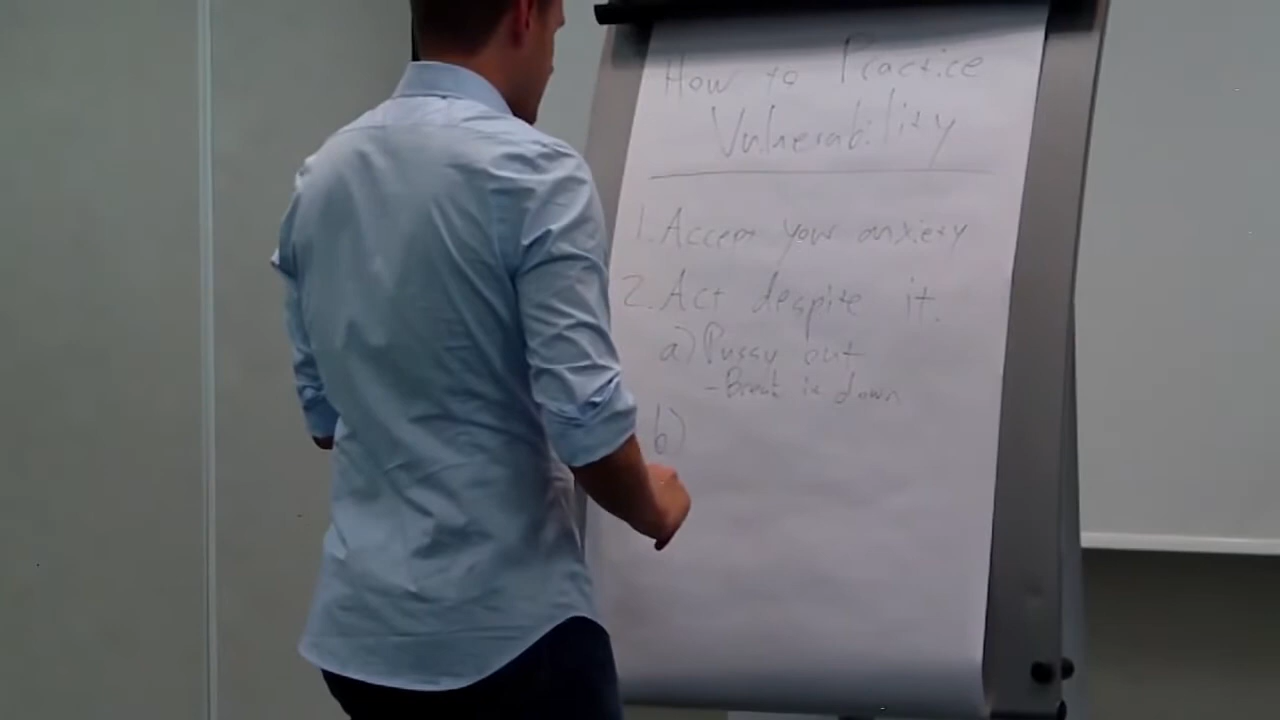 How to Practice
Vulnerability
1. Accept your anxiety
2. Act despite it.
a) Pussy out
- Break it down
b)